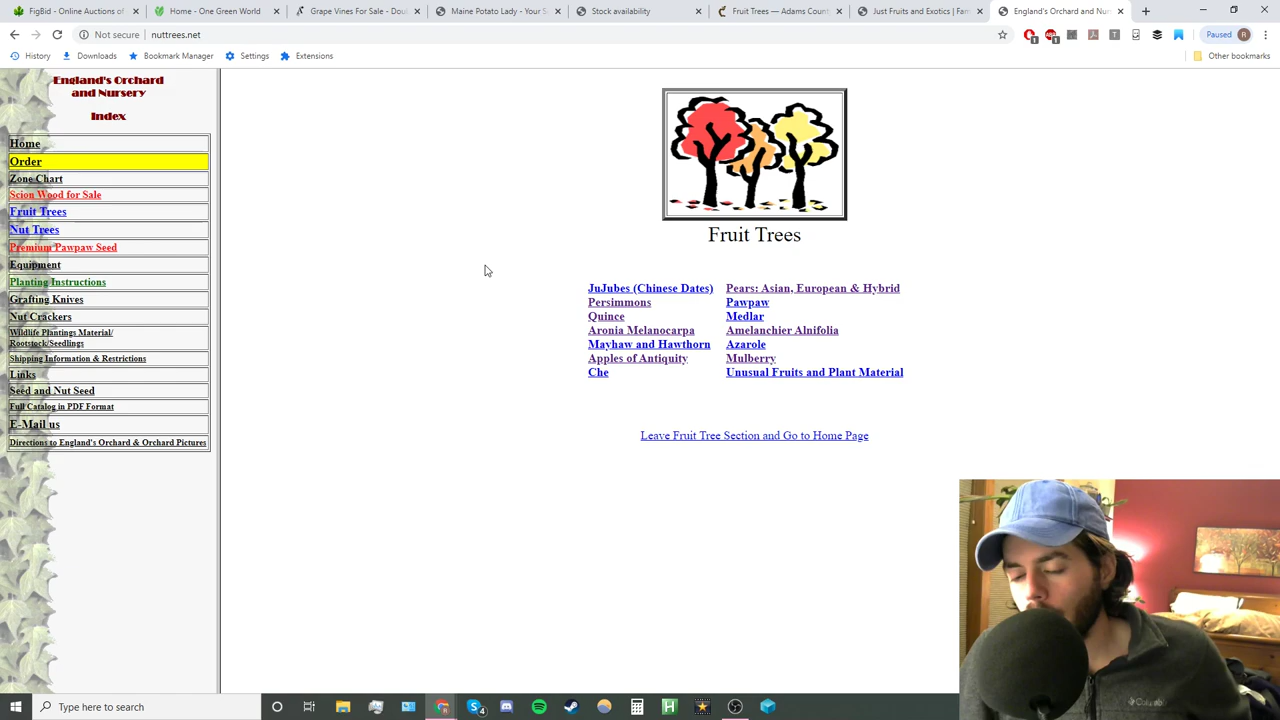 FigBid - Online Auctions of
Home - One Green World
Grape Vines For Sale - Doub
Maine Potato Lady - Your S
Stock availability
Fruit Trees — Adams Count
Just Fruits and Exotics | Fam
England's Orchard and Nur
Not secure
nuttrees.net
Paused
R
History
Downloads
Bookmark Manager
Settings
Extensions
Other bookmarks
England's Orchard
and Nursery
Index
Home
Order
Zone Chart
Scion Wood for Sale
Fruit Trees
Nut Trees
Premium Pawpaw Seed
Equipment
Planting Instructions
Grafting Knives
Nut Crackers
Wildlife Plantings Material/
Rootstock/Seedlings
Shipping Information & Restrictions
Links
Seed and Nut Seed
Full Catalog in PDF Format
E-Mail us
Directions to England's Orchard & Orchard Pictures
Fruit Trees
JuJubes (Chinese Dates) Pears: Asian, European & Hybrid
Persimmons Pawpaw
Quince Medlar
Aronia Melanocarpa Amelanchier Alnifolia
Mayhaw and Hawthorn Azarole
Apples of Antiquity Mulberry
Che Unusual Fruits and Plant Material
Leave Fruit Tree Section and Go to Home Page
Columbia
Type here to search